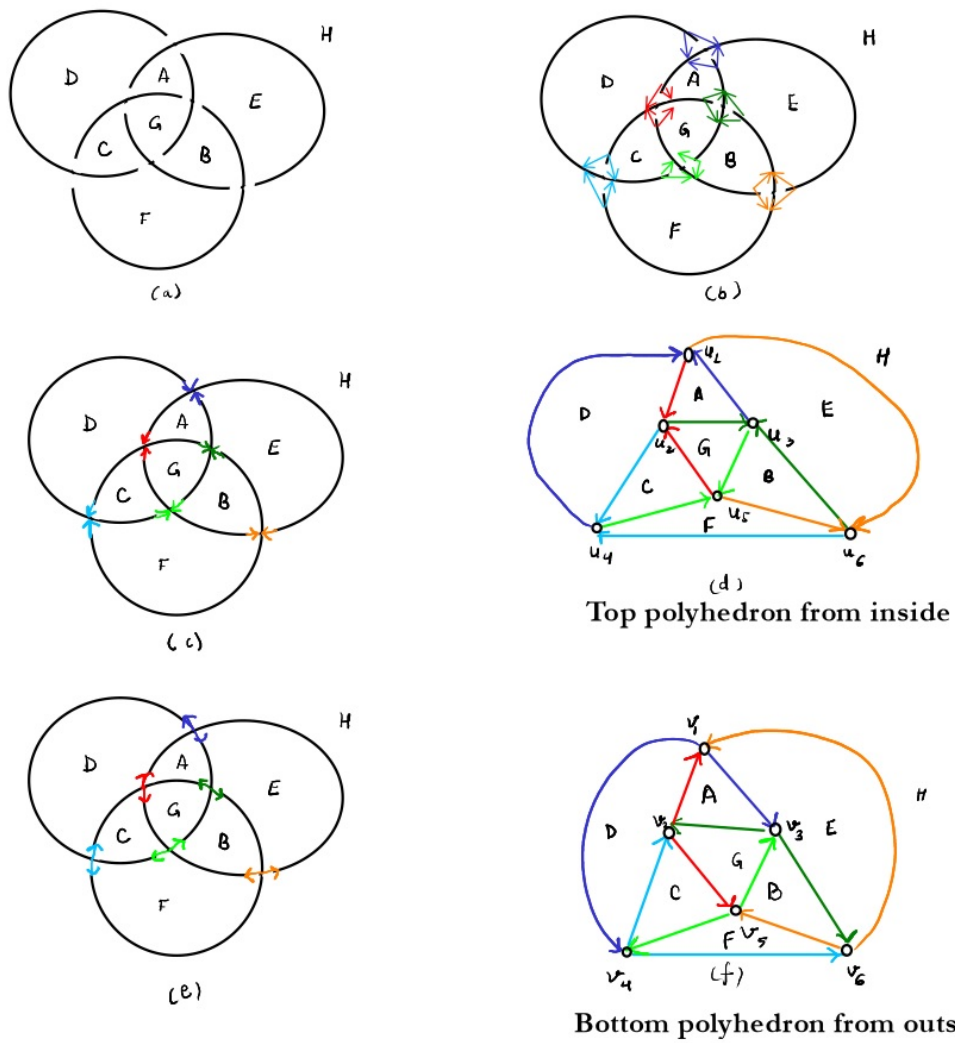 H
D
A
E
G
C
B
F
(a)
H
D
A
E
G
C
B
F
(b)
H
D
A
E
G
C
B
F
(c)
u₁
H
D
A
E
u₂
G
u₃
C
B
F
u₅
u₄
u₆
(d)
Top polyhedron from inside
H
D
A
E
G
C
B
F
(e)
v₁
H
A
D
v₃
E
G
C
B
F
v₅
v₄
(f)
v₆
Bottom polyhedron from outs